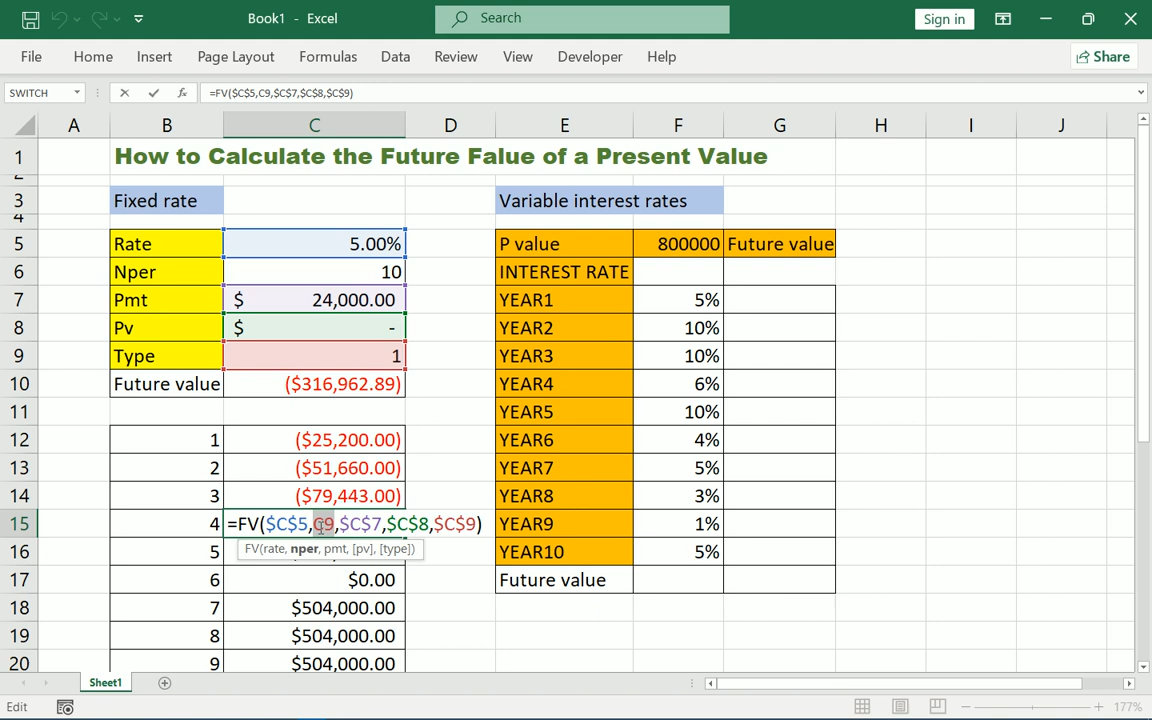 Book1 - Excel
Search
Sign in
File Home Insert Page Layout Formulas Data Review View Developer Help
Share
SWITCH
fx
=FV($C$5,C9,$C$7,$C$8,$C$9)
A B C D E F G H I J
1 How to Calculate the Future Falue of a Present Value
2
3 Fixed rate Variable interest rates
4
5 Rate 5.00% P value 800000 Future value
6 Nper 10 INTEREST RATE
7 Pmt $ 24,000.00 YEAR1 5%
8 Pv $ - YEAR2 10%
9 Type 1 YEAR3 10%
10 Future value ($316,962.89) YEAR4 6%
11 YEAR5 10%
12 1 ($25,200.00) YEAR6 4%
13 2 ($51,660.00) YEAR7 5%
14 3 ($79,443.00) YEAR8 3%
15 4 =FV($C$5,C9,$C$7,$C$8,$C$9) YEAR9 1%
FV(rate, nper, pmt, [pv], [type])
16 5 YEAR10 5%
17 6 $0.00 Future value
18 7 $504,000.00
19 8 $504,000.00
20 9 $504,000.00
Sheet1
Edit
177%